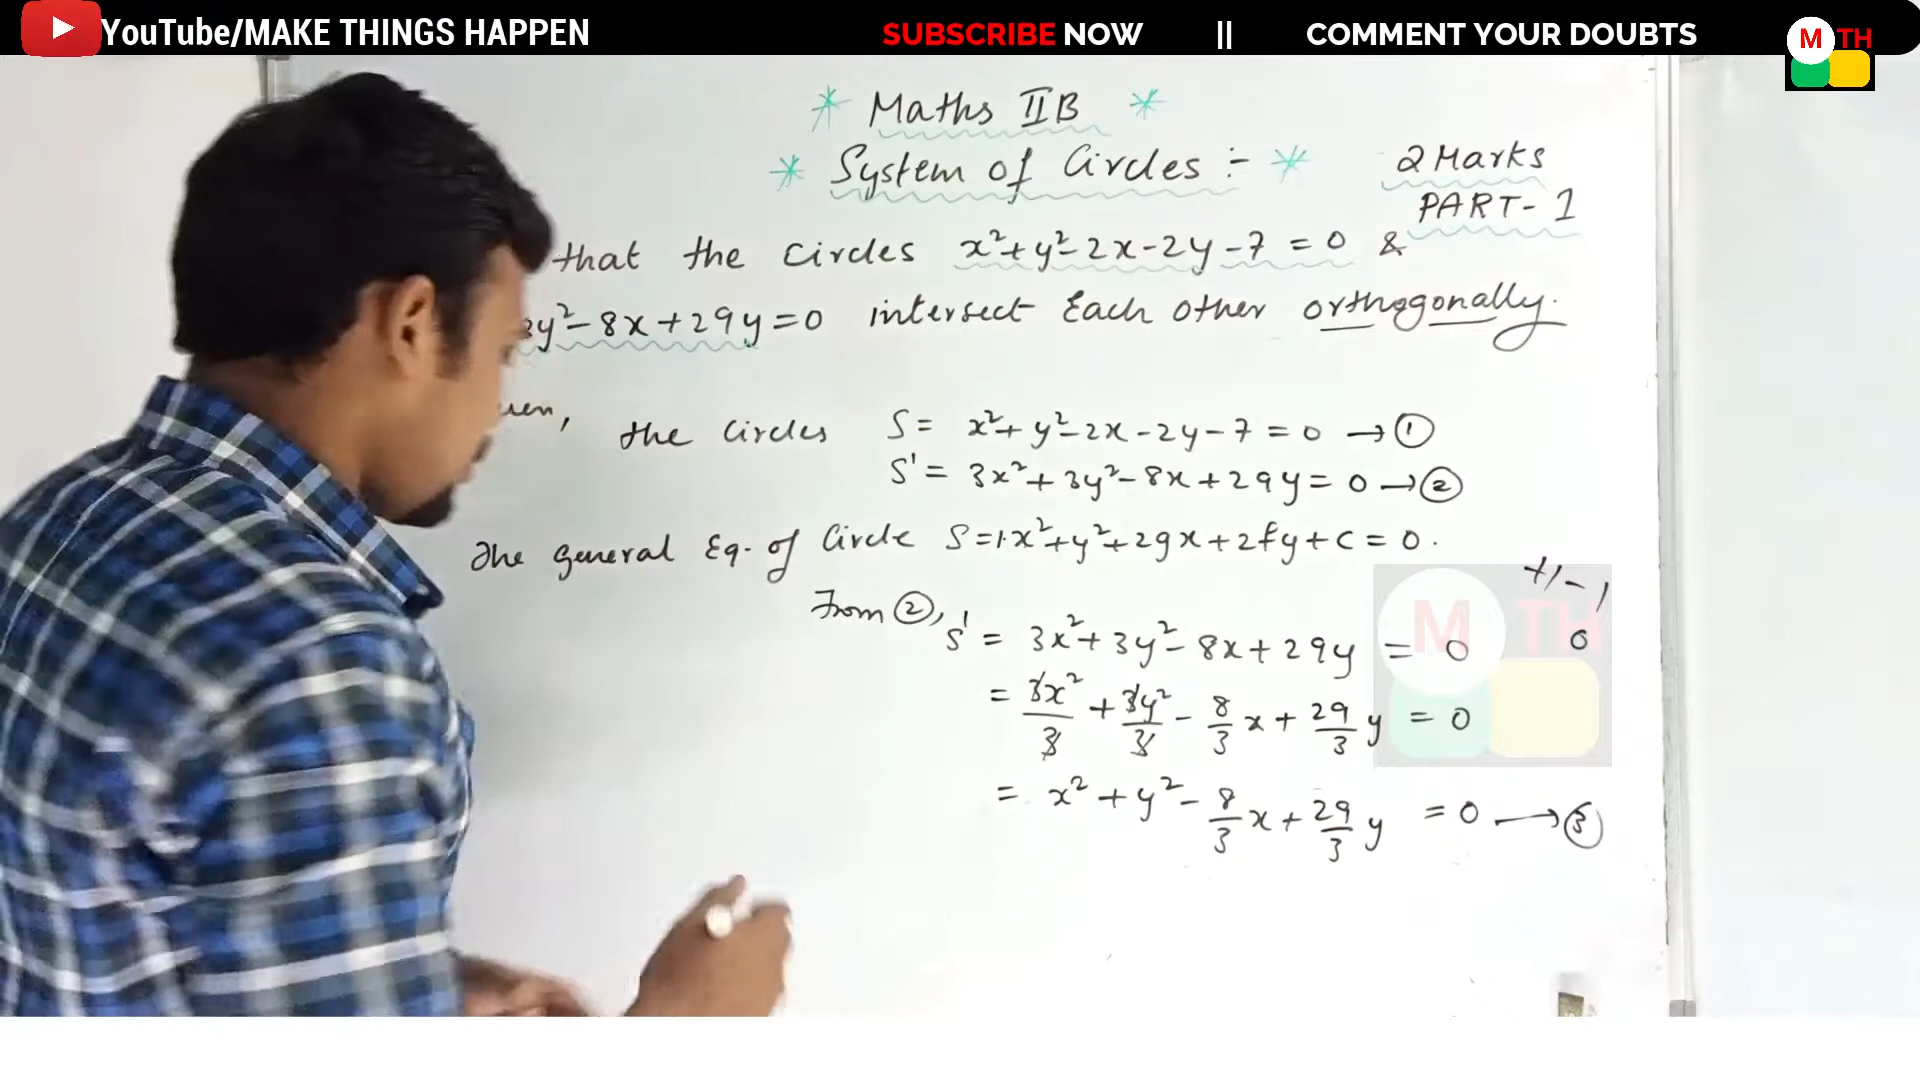 YouTube/MAKE THINGS HAPPEN SUBSCRIBE NOW || COMMENT YOUR DOUBTS
M TH
* Maths IIB *
* System of Circles :- *
2 Marks
PART-1
that the circles x²+y²-2x-2y-7=0 &
3y²-8x+29y=0 intersect Each other orthogonally.
the circles S= x²+y²-2x-2y-7=0 →①
S'= 3x²+3y²-8x+29y=0 →②
The general Eq. of Circle S=1x²+y²+2gx+2fy+c=0.
From ②, S' = 3x²+3y²-8x+29y = 0
+/-/
0
= 3x²/3 + 3y²/3 - 8/3 x + 29/3 y = 0
= x² + y² - 8/3 x + 29/3 y = 0 →③
M TH